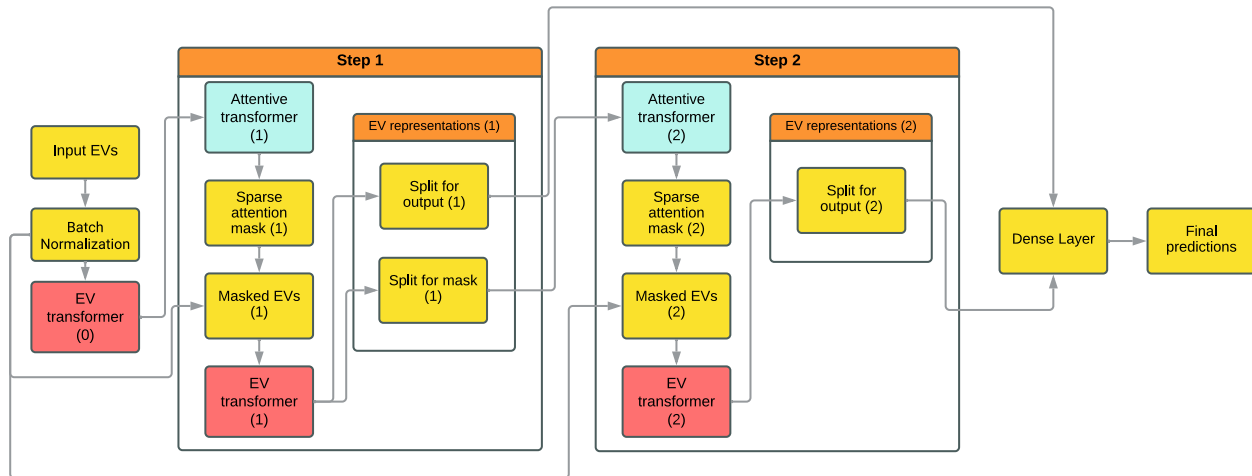 Input EVs
Batch
Normalization
EV
transformer
(0)
Step 1
Attentive
transformer
(1)
Sparse
attention
mask (1)
Masked EVs
(1)
EV
transformer
(1)
EV representations (1)
Split for
output (1)
Split for mask
(1)
Step 2
Attentive
transformer
(2)
Sparse
attention
mask (2)
Masked EVs
(2)
EV
transformer
(2)
EV representations (2)
Split for
output (2)
Dense Layer
Final
predictions